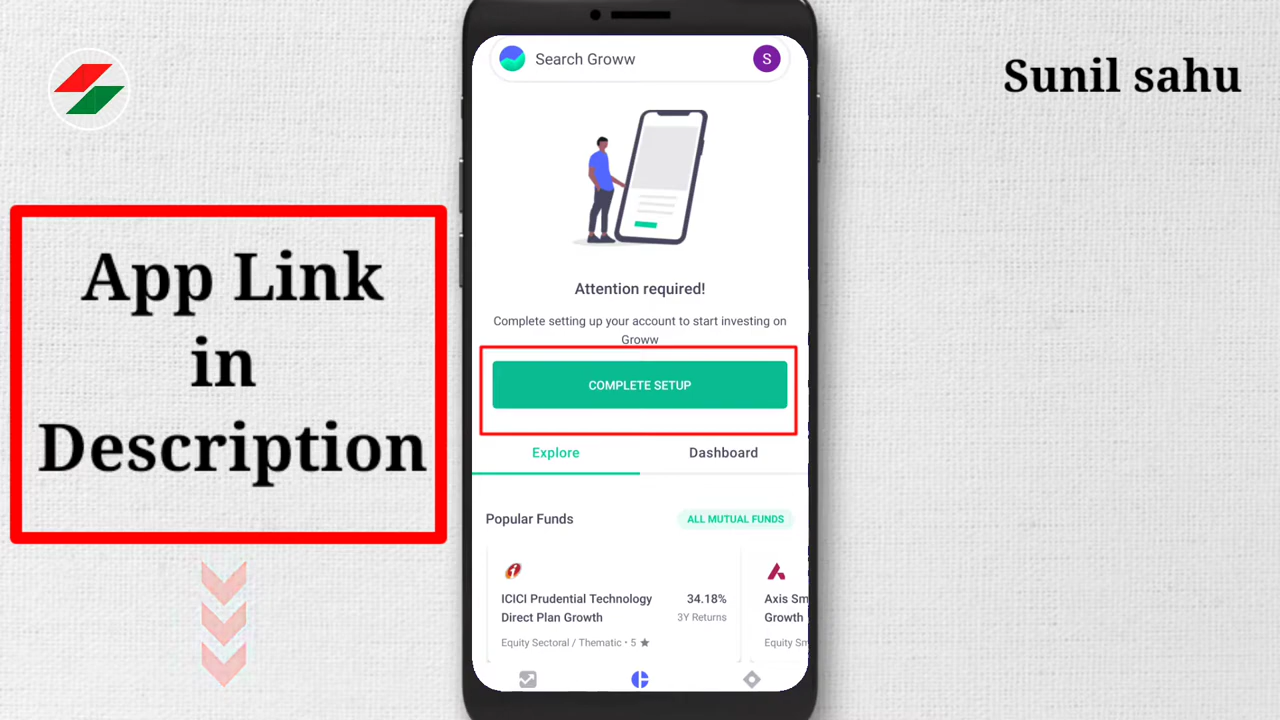 Sunil sahu
App Link
in
Description
Search Groww
S
Attention required!
Complete setting up your account to start investing on
Groww
COMPLETE SETUP
Explore
Dashboard
Popular Funds
ALL MUTUAL FUNDS
ICICI Prudential Technology
Direct Plan Growth
34.18%
3Y Returns
Equity Sectoral / Thematic • 5 ★
Axis Sm
Growth
Equity Sm